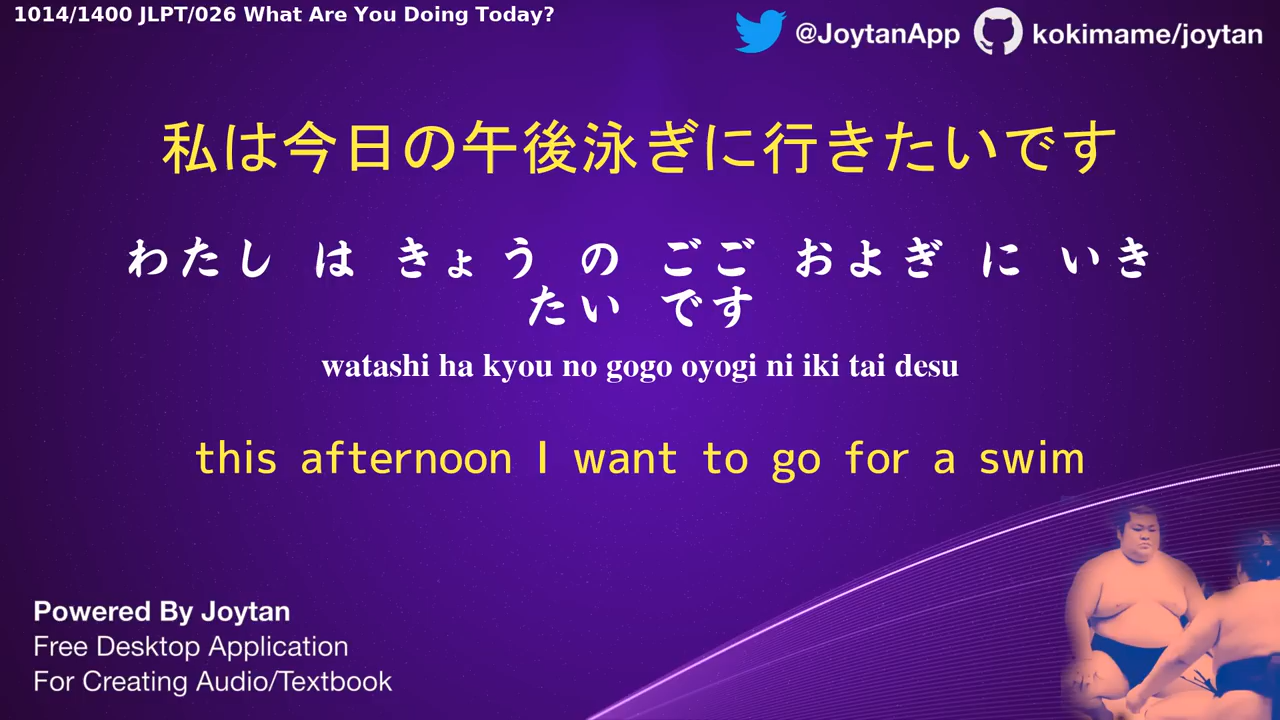 1014/1400 JLPT/026 What Are You Doing Today?
@JoytanApp kokimame/joytan
私は今日の午後泳ぎに行きたいです
わたし は きょう の ごご およぎ に いき
たい です
watashi ha kyou no gogo oyogi ni iki tai desu
this afternoon I want to go for a swim
Powered By Joytan
Free Desktop Application
For Creating Audio/Textbook